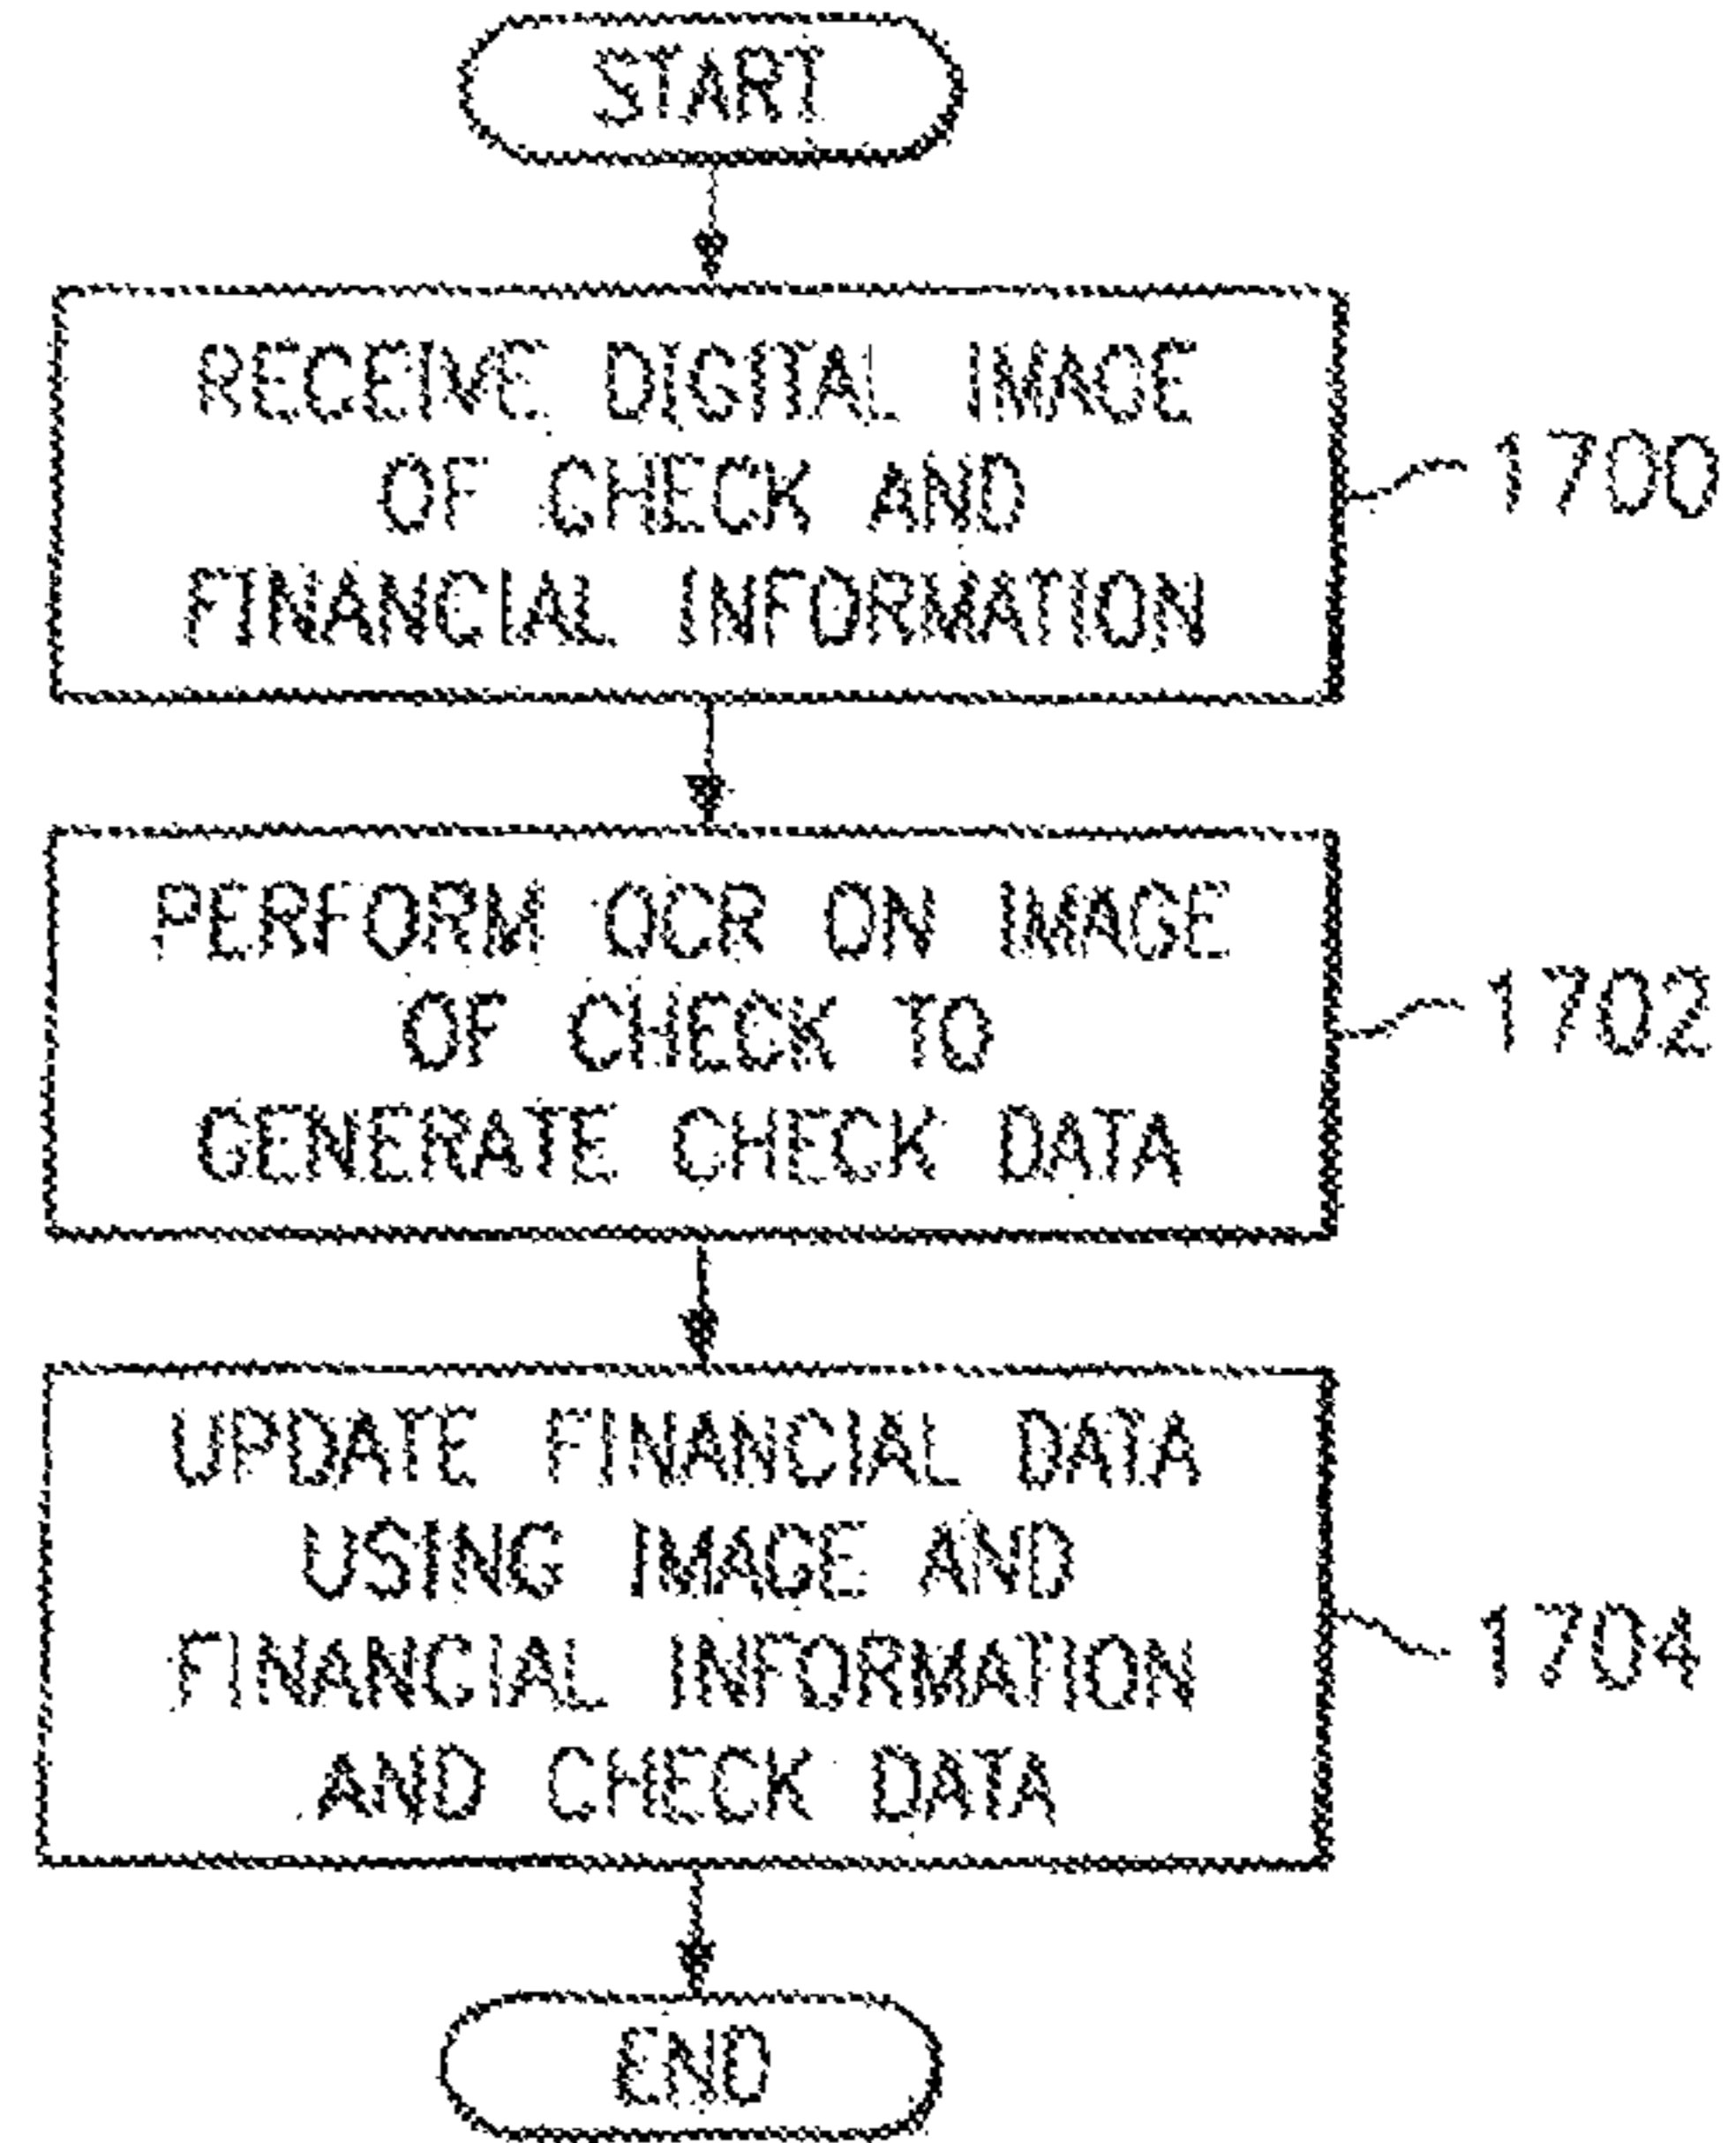 START
RECEIVE DIGITAL IMAGE
OF CHECK AND
FINANCIAL INFORMATION
1700
PERFORM OCR ON IMAGE
OF CHECK TO
GENERATE CHECK DATA
1702
UPDATE FINANCIAL DATA
USING IMAGE AND
FINANCIAL INFORMATION
AND CHECK DATA
1704
END